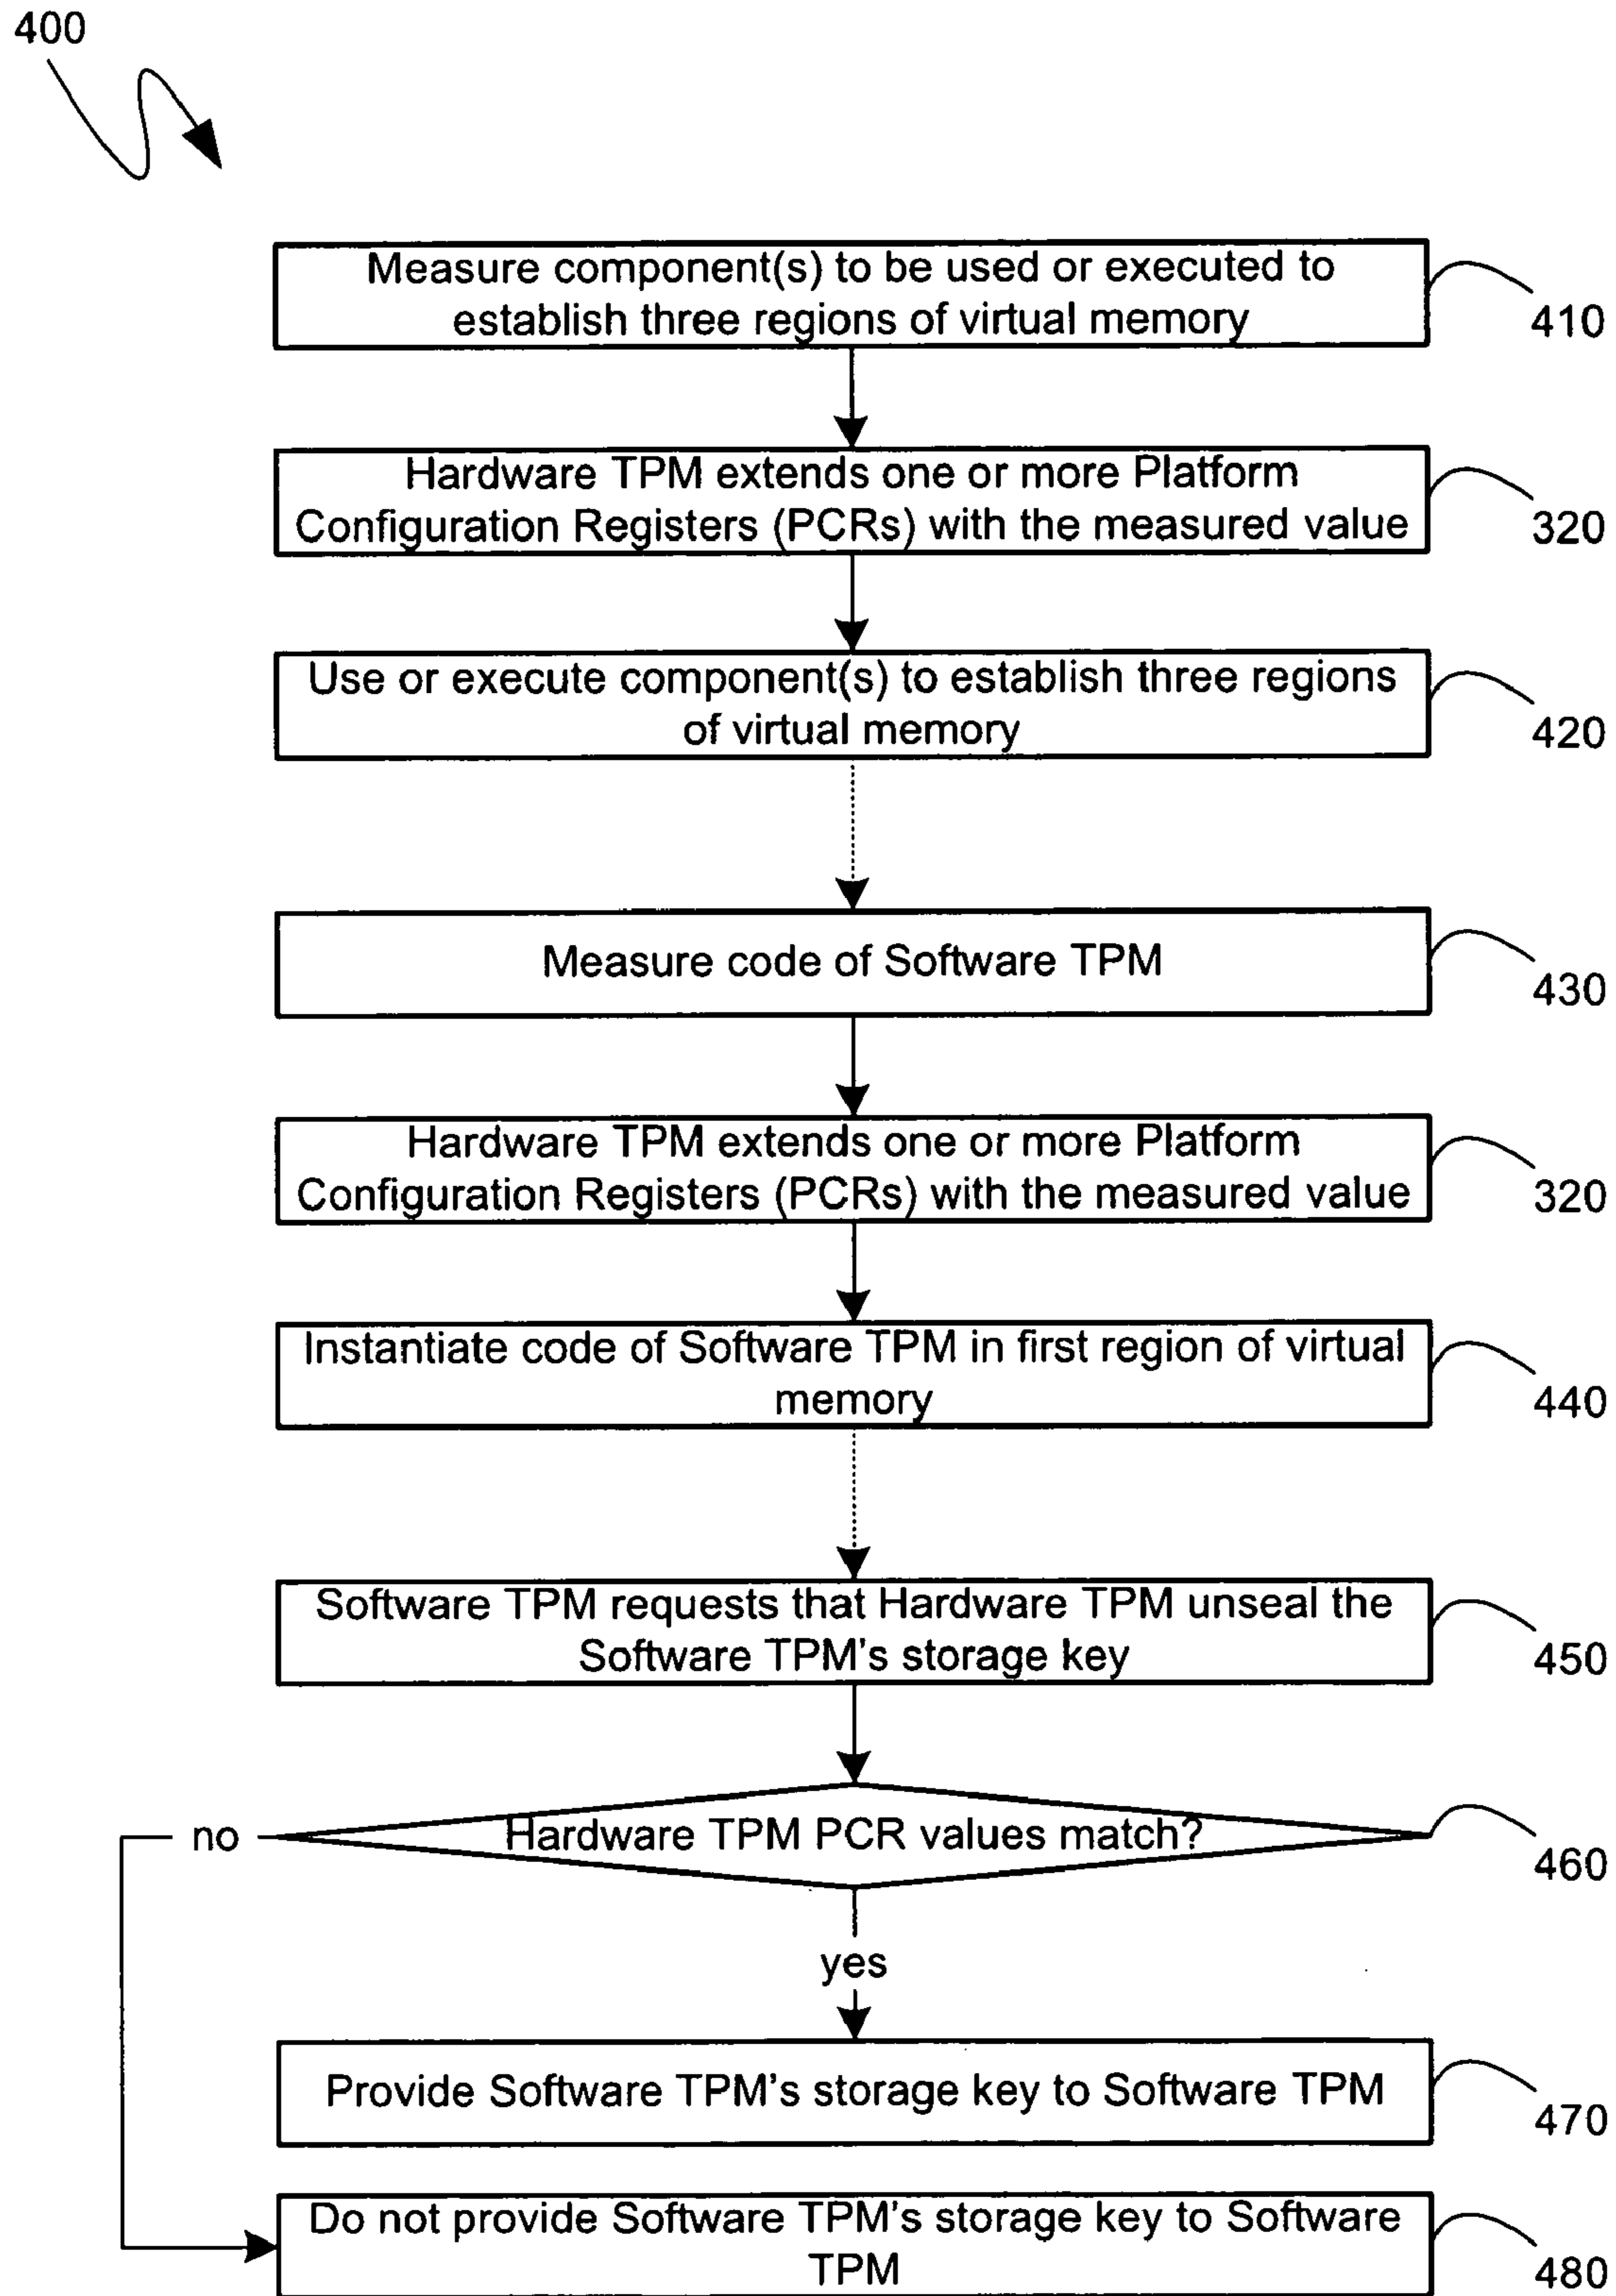 400
Measure component(s) to be used or executed to
establish three regions of virtual memory
410
Hardware TPM extends one or more Platform
Configuration Registers (PCRs) with the measured value
320
Use or execute component(s) to establish three regions
of virtual memory
420
Measure code of Software TPM
430
Hardware TPM extends one or more Platform
Configuration Registers (PCRs) with the measured value
320
Instantiate code of Software TPM in first region of virtual
memory
440
Software TPM requests that Hardware TPM unseal the
Software TPM's storage key
450
Hardware TPM PCR values match?
no
460
yes
Provide Software TPM's storage key to Software TPM
470
Do not provide Software TPM's storage key to Software
TPM
480